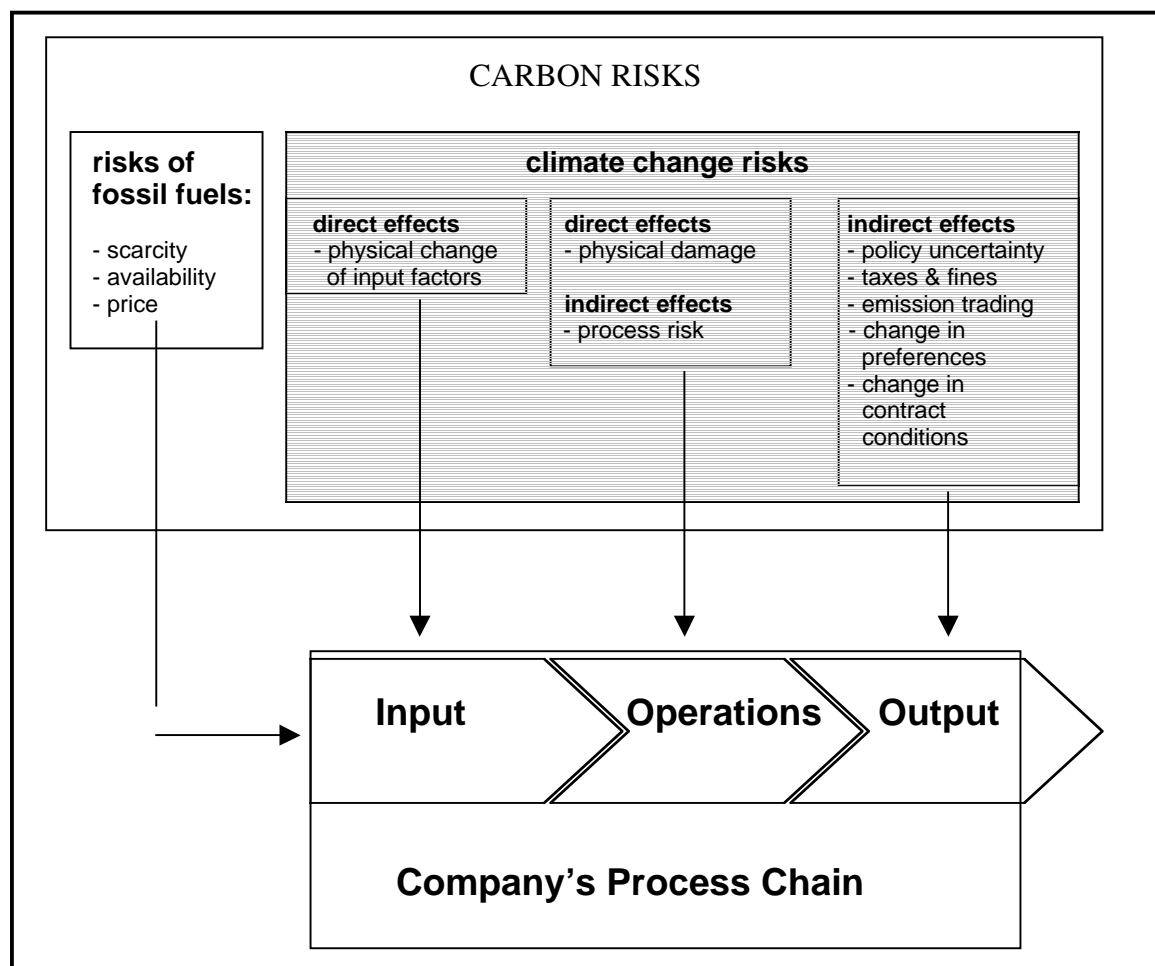 CARBON RISKS
risks of
fossil fuels:
- scarcity
- availability
- price
climate change risks
direct effects
- physical change
of input factors
direct effects
- physical damage
indirect effects
- process risk
indirect effects
- policy uncertainty
- taxes & fines
- emission trading
- change in
preferences
- change in
contract
conditions
Input
Operations
Output
Company’s Process Chain